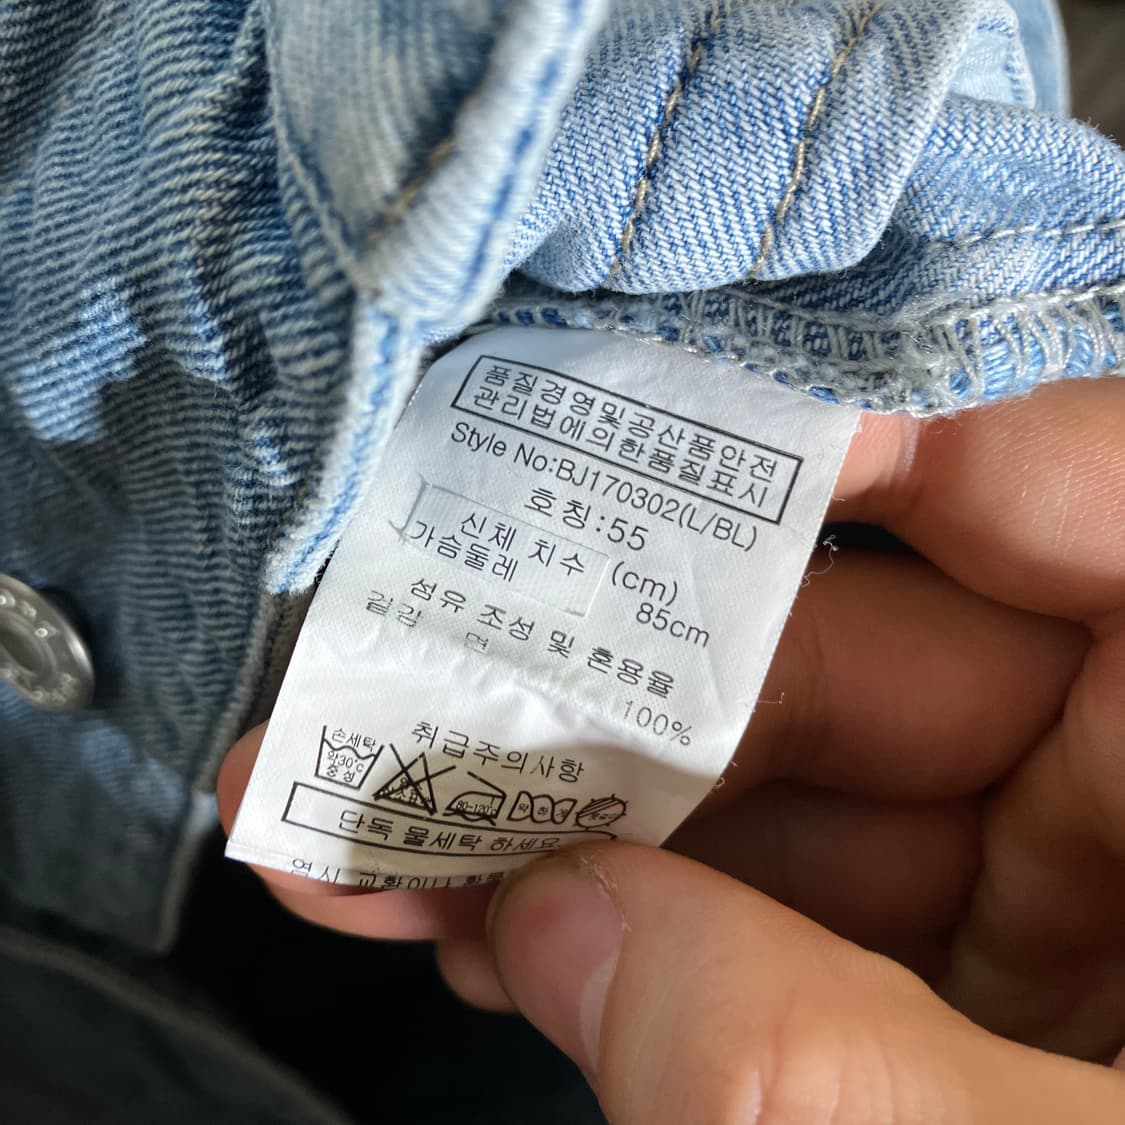 품질경영및공산품안전
관리법에의한품질표시
Style No:BJ170302(L/BL)
호칭:55
신체 치수 (cm)
가슴둘레 85cm
섬유 조성 및 혼용율
겉감 면 100%
취급주의사항
손세탁
약30℃
중성
80-120℃
약하게
단독 물세탁 하세요